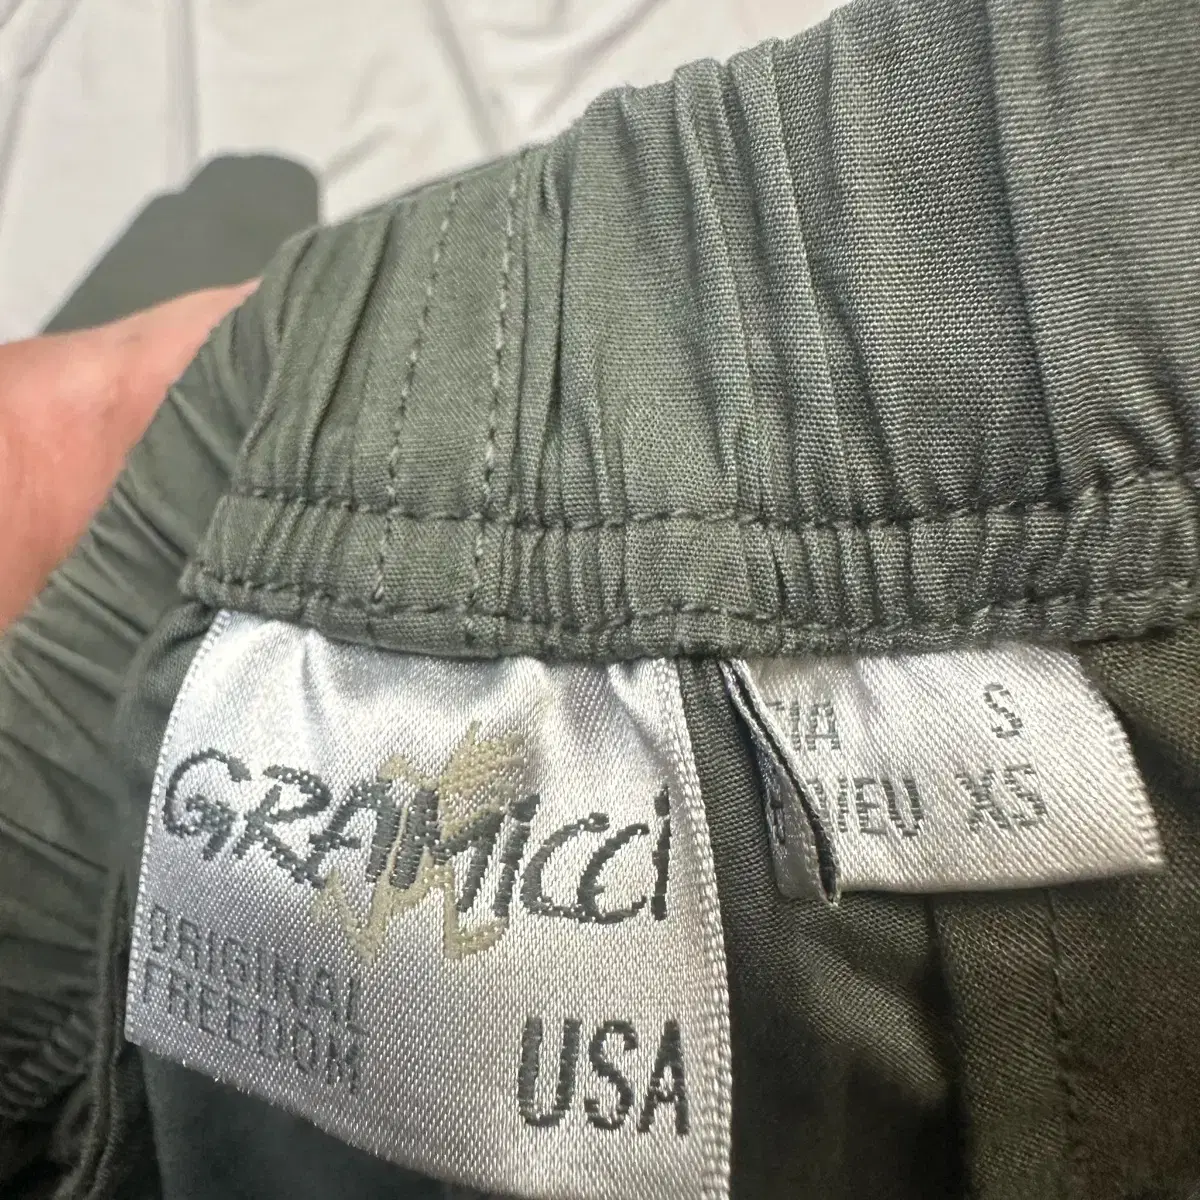 GRAMicci
ORIGINAL
FREEDOM
USA
S
XS